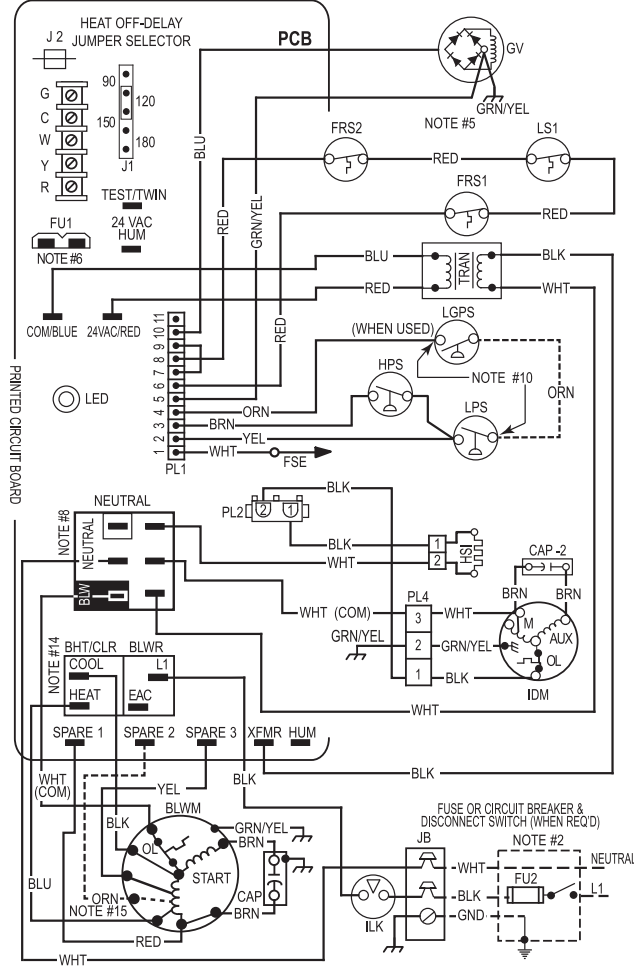 HEAT OFF-DELAY
JUMPER SELECTOR
J 2
PCB
GV
GRN/YEL
NOTE #5
90
120
150
180
J1
G
C
W
Y
R
TEST/TWIN
24 VAC
HUM
FU1
NOTE #6
BLU
RED
GRN/YEL
RED
FRS2
RED
LS1
FRS1
RED
BLU
TRAN
BLK
RED
WHT
COM/BLUE
24VAC/RED
LGPS
(WHEN USED)
NOTE #10
ORN
HPS
LPS
11
10
9
8
7
6
5
4
3
2
1
PL1
ORN
BRN
YEL
WHT
FSE
LED
PRINTED CIRCUIT BOARD
NEUTRAL
NOTE #8
NEUTRAL
BLW
BLK
PL2
2
1
BLK
WHT
1
2
HSI
CAP -2
BRN
BRN
PL4
WHT (COM)
3
WHT
M
AUX
GRN/YEL
2
GRN/YEL
OL
1
BLK
IDM
WHT
NOTE #14
BHT/CLR
BLWR
COOL
L1
HEAT
EAC
SPARE 1
SPARE 2
SPARE 3
XFMR
HUM
WHT
(COM)
YEL
BLK
BLK
BLWM
BLK
GRN/YEL
BRN
OL
START
CAP
BLU
ORN
NOTE #15
BRN
RED
WHT
FUSE OR CIRCUIT BREAKER &
DISCONNECT SWITCH (WHEN REQ'D)
JB
NOTE #2
WHT
NEUTRAL
FU2
BLK
L1
GND
ILK